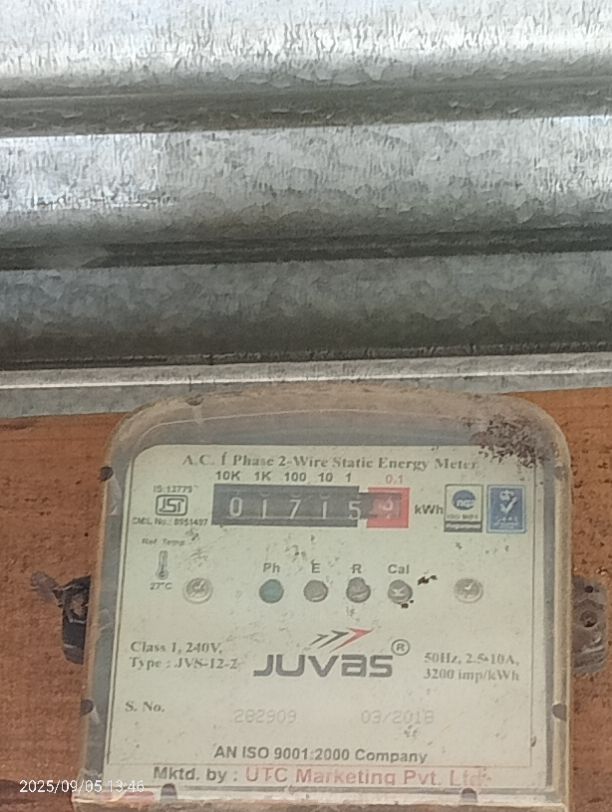 A.C. 1 Phase 2-Wire Static Energy Meter
10K 1K 100 10 1 0.1
IS:13779
ISI
0 1 7 1 5 kWh
CM/L No.: 8551497
Ref. Temp.
27°C
Ph E R Cal
Class 1, 240V,
Type : JVS-12-2
JUVAS®
50Hz, 2.5-10A,
3200 imp/kWh
S. No.
282909 03/2018
AN ISO 9001:2000 Company
Mktd. by : UTC Marketing Pvt. Ltd.
2025/09/05 13:46